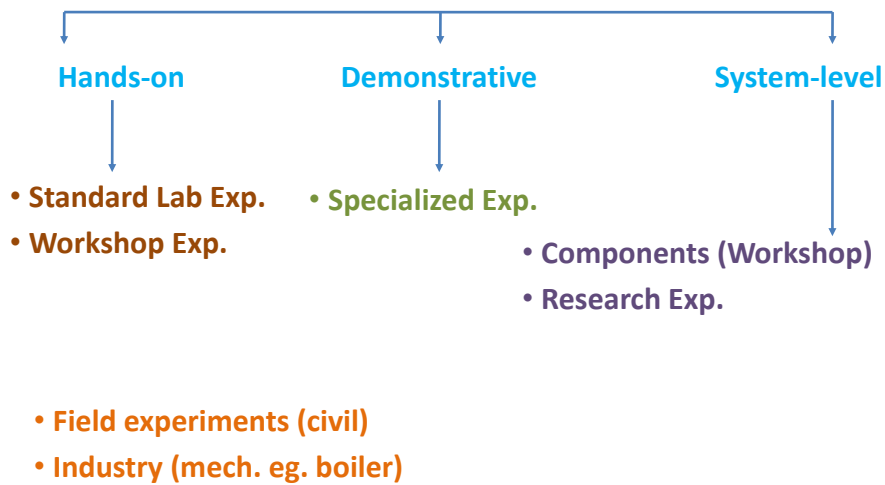 Hands-on
Demonstrative
System-level
• Standard Lab Exp.
• Workshop Exp.
• Specialized Exp.
• Components (Workshop)
• Research Exp.
• Field experiments (civil)
• Industry (mech. eg. boiler)